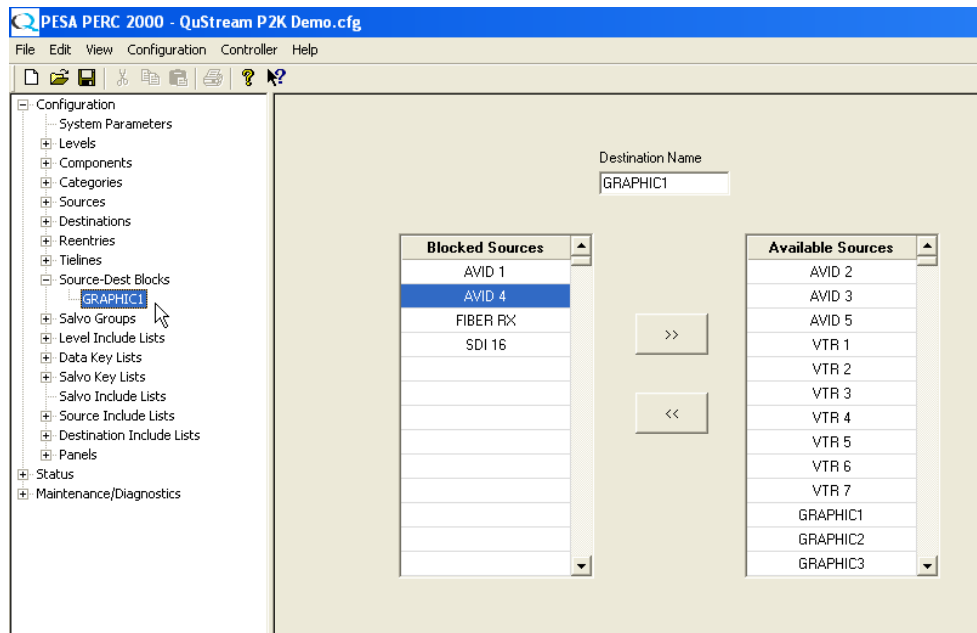 PESA PERC 2000 - QuStream P2K Demo.cfg
File Edit View Configuration Controller Help
Configuration
System Parameters
Levels
Components
Categories
Sources
Destinations
Reentries
Tielines
Source-Dest Blocks
GRAPHIC1
Salvo Groups
Level Include Lists
Data Key Lists
Salvo Key Lists
Salvo Include Lists
Source Include Lists
Destination Include Lists
Panels
Status
Maintenance/Diagnostics
Destination Name
GRAPHIC1
Blocked Sources
AVID 1
AVID 4
FIBER RX
SDI 16
>>
<<
Available Sources
AVID 2
AVID 3
AVID 5
VTR 1
VTR 2
VTR 3
VTR 4
VTR 5
VTR 6
VTR 7
GRAPHIC1
GRAPHIC2
GRAPHIC3